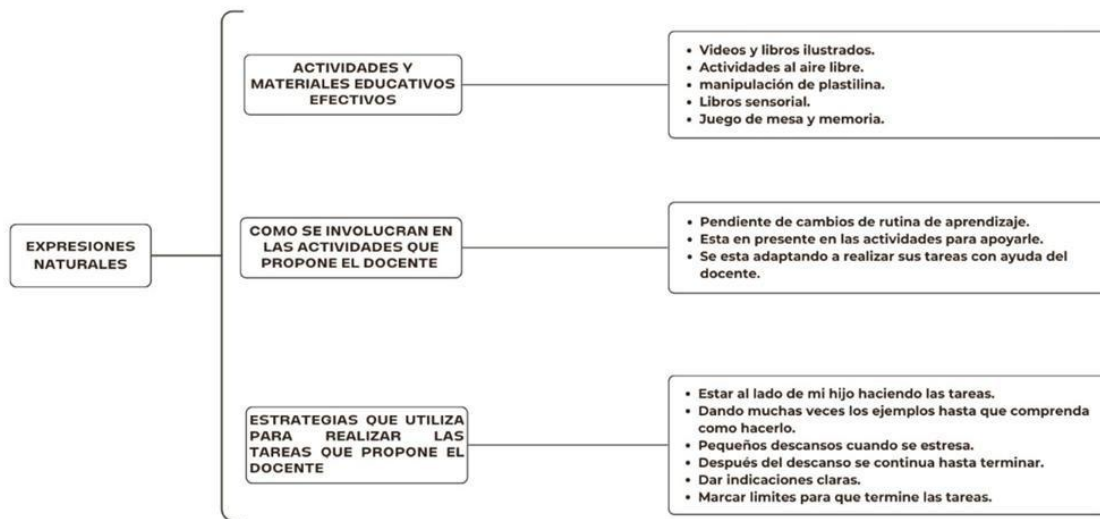 EXPRESIONES
NATURALES
ACTIVIDADES Y
MATERIALES EDUCATIVOS
EFECTIVOS
• Videos y libros ilustrados.
• Actividades al aire libre.
• manipulación de plastilina.
• Libros sensorial.
• Juego de mesa y memoria.
COMO SE INVOLUCRAN EN
LAS ACTIVIDADES QUE
PROPONE EL DOCENTE
• Pendiente de cambios de rutina de aprendizaje.
• Esta en presente en las actividades para apoyarle.
• Se esta adaptando a realizar sus tareas con ayuda del
docente.
ESTRATEGIAS QUE UTILIZA
PARA REALIZAR LAS
TAREAS QUE PROPONE EL
DOCENTE
• Estar al lado de mi hijo haciendo las tareas.
• Dando muchas veces los ejemplos hasta que comprenda
como hacerlo.
• Pequeños descansos cuando se estresa.
• Después del descanso se continua hasta terminar.
• Dar indicaciones claras.
• Marcar limites para que termine las tareas.